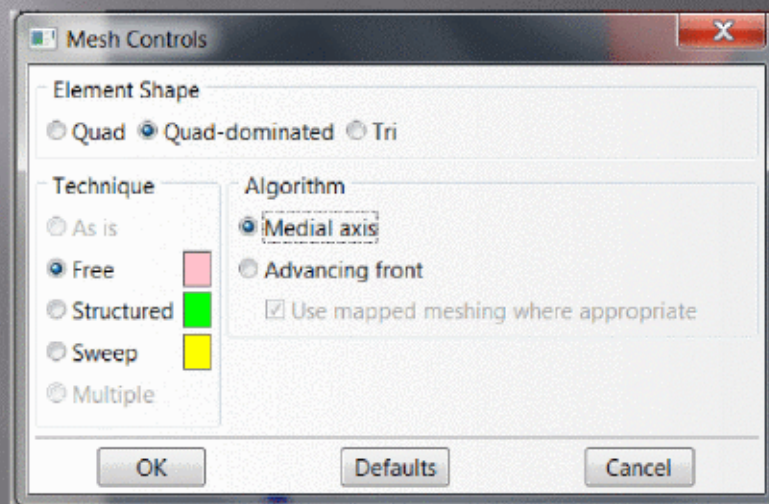 Mesh Controls
Element Shape
Quad Quad-dominated Tri
Technique
As is
Free
Structured
Sweep
Multiple
Algorithm
Medial axis
Advancing front
Use mapped meshing where appropriate
OK Defaults Cancel